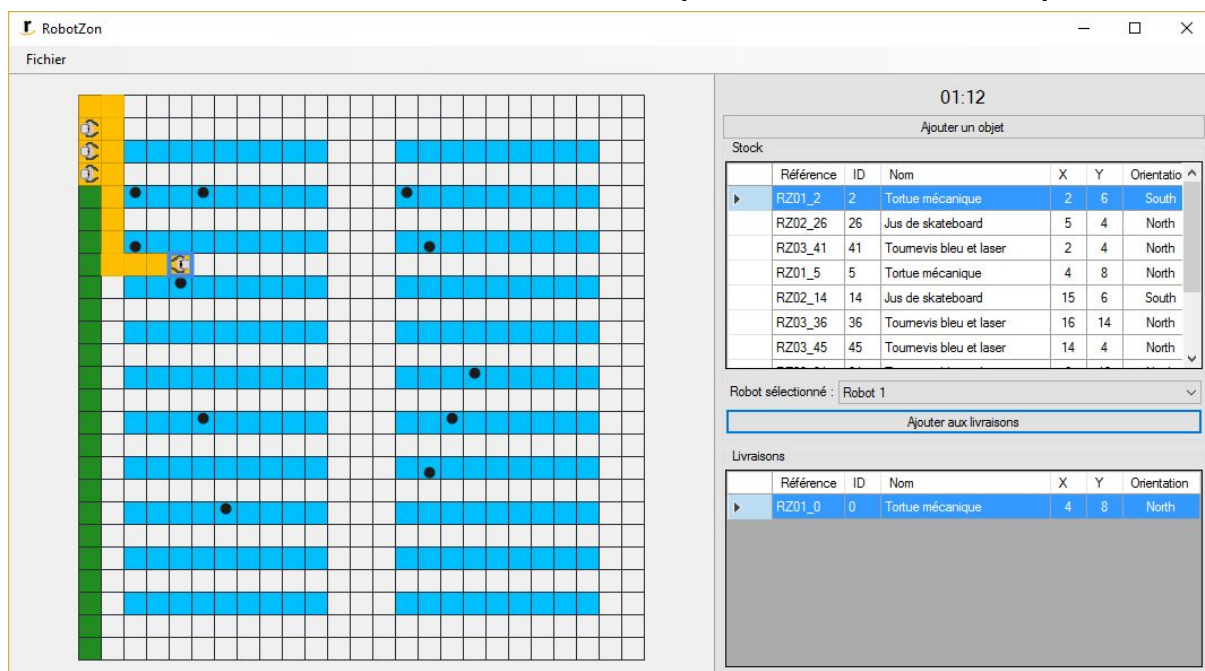 RobotZon
Fichier
01:12
Ajouter un objet
Stock
Référence ID Nom X Y Orientatio
RZ01_2 2 Tortue mécanique 2 6 South
RZ02_26 26 Jus de skateboard 5 4 North
RZ03_41 41 Tournevis bleu et laser 2 4 North
RZ01_5 5 Tortue mécanique 4 8 North
RZ02_14 14 Jus de skateboard 15 6 South
RZ03_36 36 Tournevis bleu et laser 16 14 North
RZ03_45 45 Tournevis bleu et laser 14 4 North
Robot sélectionné : Robot 1
Ajouter aux livraisons
Livraisons
Référence ID Nom X Y Orientation
RZ01_0 0 Tortue mécanique 4 8 North